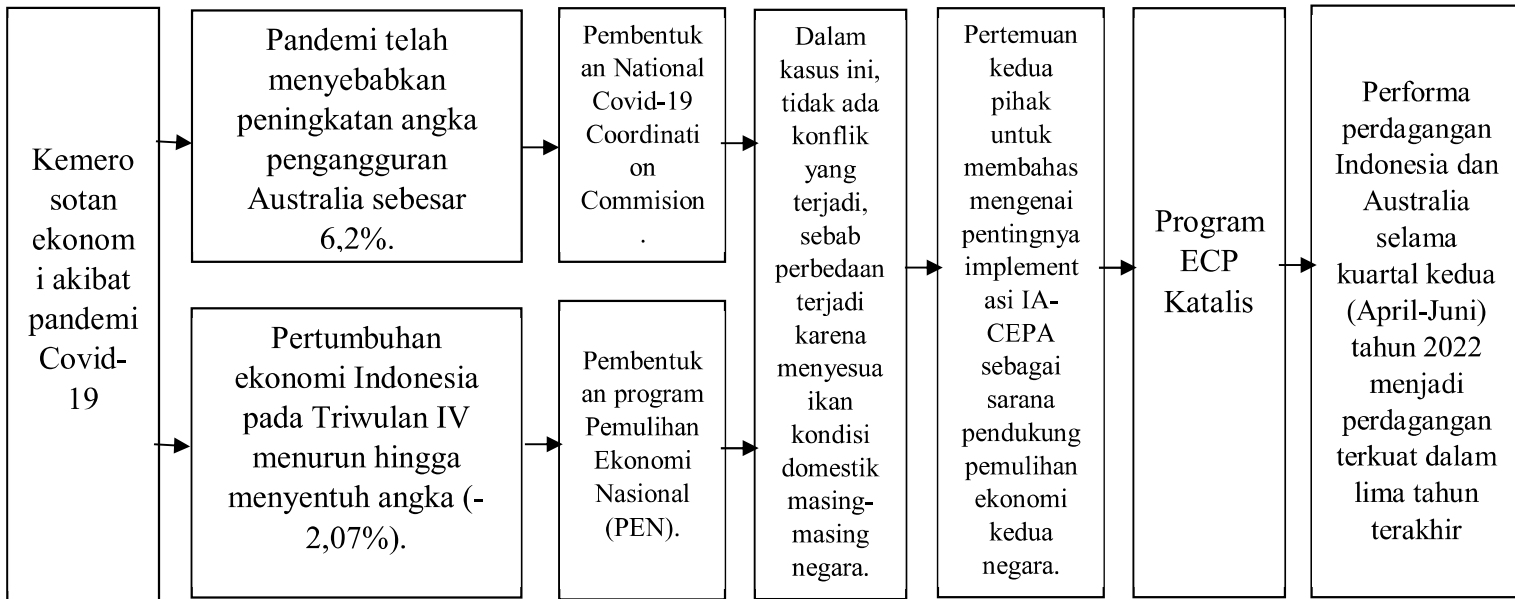 Kemero
sotan
ekonom
i akibat
pandemi
Covid-
19
Pandemi telah
menyebabkan
peningkatan angka
pengangguran
Australia sebesar
6,2%.
Pertumbuhan
ekonomi Indonesia
pada Triwulan IV
menurun hingga
menyentuh angka (-
2,07%).
Pembentuk
an National
Covid-19
Coordinati
on
Commision
.
Pembentuk
an program
Pemulihan
Ekonomi
Nasional
(PEN).
Dalam
kasus ini,
tidak ada
konflik
yang
terjadi,
sebab
perbedaan
terjadi
karena
menyesua
ikan
kondisi
domestik
masing-
masing
negara.
Pertemuan
kedua
pihak
untuk
membahas
mengenai
pentingnya
implement
asi IA-
CEPA
sebagai
sarana
pendukung
pemulihan
ekonomi
kedua
negara.
Program
ECP
Katalis
Performa
perdagangan
Indonesia dan
Australia
selama
kuartal kedua
(April-Juni)
tahun 2022
menjadi
perdagangan
terkuat dalam
lima tahun
terakhir